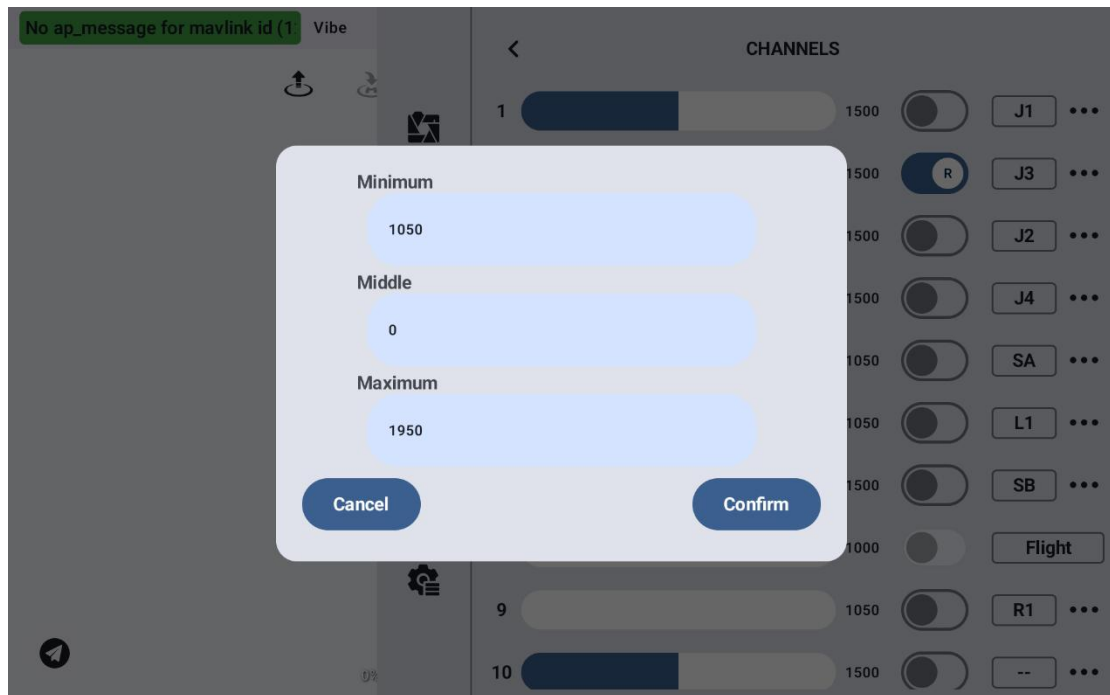 No ap_message for mavlink id (1
Vibe
CHANNELS
1 1500 J1
1500 R J3
1500 J2
1500 J4
1050 SA
1050 L1
1500 SB
1000 Flight
9 1050 R1
10 1500 --
Minimum
1050
Middle
0
Maximum
1950
Cancel
Confirm
0%